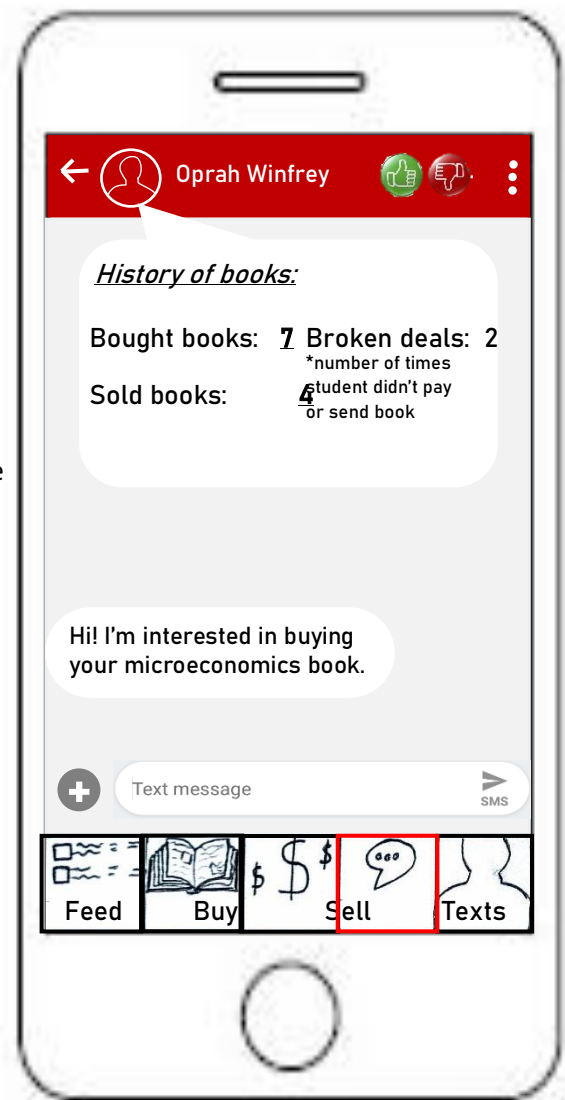 Oprah Winfrey
History of books:
Bought books: 7 Broken deals: 2
*number of times
student didn't pay
or send book
Sold books: 4
e
Hi! I'm interested in buying
your microeconomics book.
Text message
SMS
$ $ $
Feed Buy Sell Texts